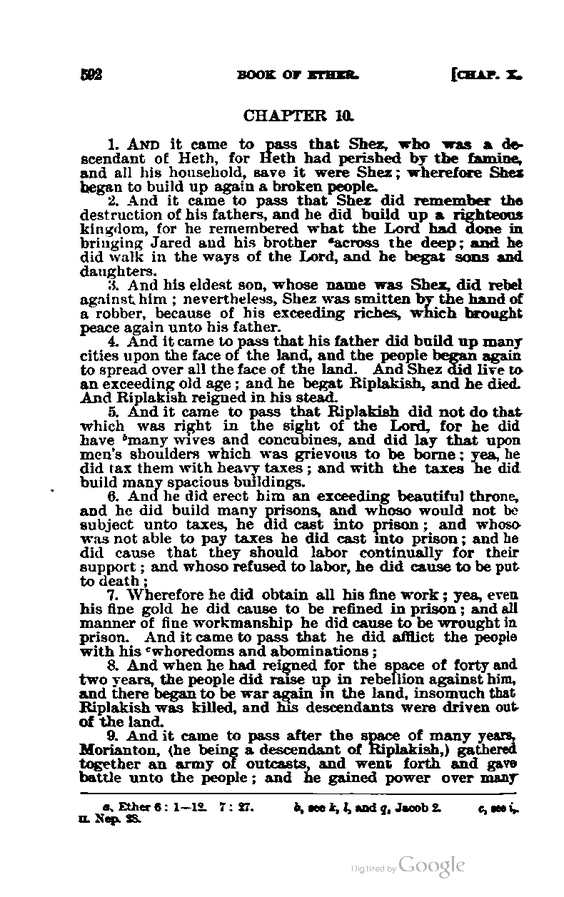 592 BOOK OF ETHER. [CHAP. X.
CHAPTER 10.
1. AND it came to pass that Shez, who was a de-
scendant of Heth, for Heth had perished by the famine,
and all his household, save it were Shez; wherefore Shez
began to build up again a broken people.
2. And it came to pass that Shez did remember the
destruction of his fathers, and he did build up a righteous
kingdom, for he remembered what the Lord had done in
bringing Jared and his brother ᵃacross the deep; and he
did walk in the ways of the Lord, and he begat sons and
daughters.
3. And his eldest son, whose name was Shez, did rebel
against him; nevertheless, Shez was smitten by the hand of
a robber, because of his exceeding riches, which brought
peace again unto his father.
4. And it came to pass that his father did build up many
cities upon the face of the land, and the people began again
to spread over all the face of the land. And Shez did live to
an exceeding old age; and he begat Riplakish, and he died.
And Riplakish reigned in his stead.
5. And it came to pass that Riplakish did not do that
which was right in the sight of the Lord, for he did
have ᵇmany wives and concubines, and did lay that upon
men's shoulders which was grievous to be borne; yea, he
did tax them with heavy taxes; and with the taxes he did
build many spacious buildings.
6. And he did erect him an exceeding beautiful throne,
and he did build many prisons, and whoso would not be
subject unto taxes, he did cast into prison; and whoso
was not able to pay taxes he did cast into prison; and he
did cause that they should labor continually for their
support; and whoso refused to labor, he did cause to be put
to death;
7. Wherefore he did obtain all his fine work; yea, even
his fine gold he did cause to be refined in prison; and all
manner of fine workmanship he did cause to be wrought in
prison. And it came to pass that he did afflict the people
with his ᶜwhoredoms and abominations;
8. And when he had reigned for the space of forty and
two years, the people did raise up in rebellion against him,
and there began to be war again in the land, insomuch that
Riplakish was killed, and his descendants were driven out
of the land.
9. And it came to pass after the space of many years,
Morianton, (he being a descendant of Riplakish,) gathered
together an army of outcasts, and went forth and gave
battle unto the people; and he gained power over many
a, Ether 6: 1—12. 7: 27. b, see k, l, and q, Jacob 2. c, see i,
II. Nep. 28.
Digitized by Google